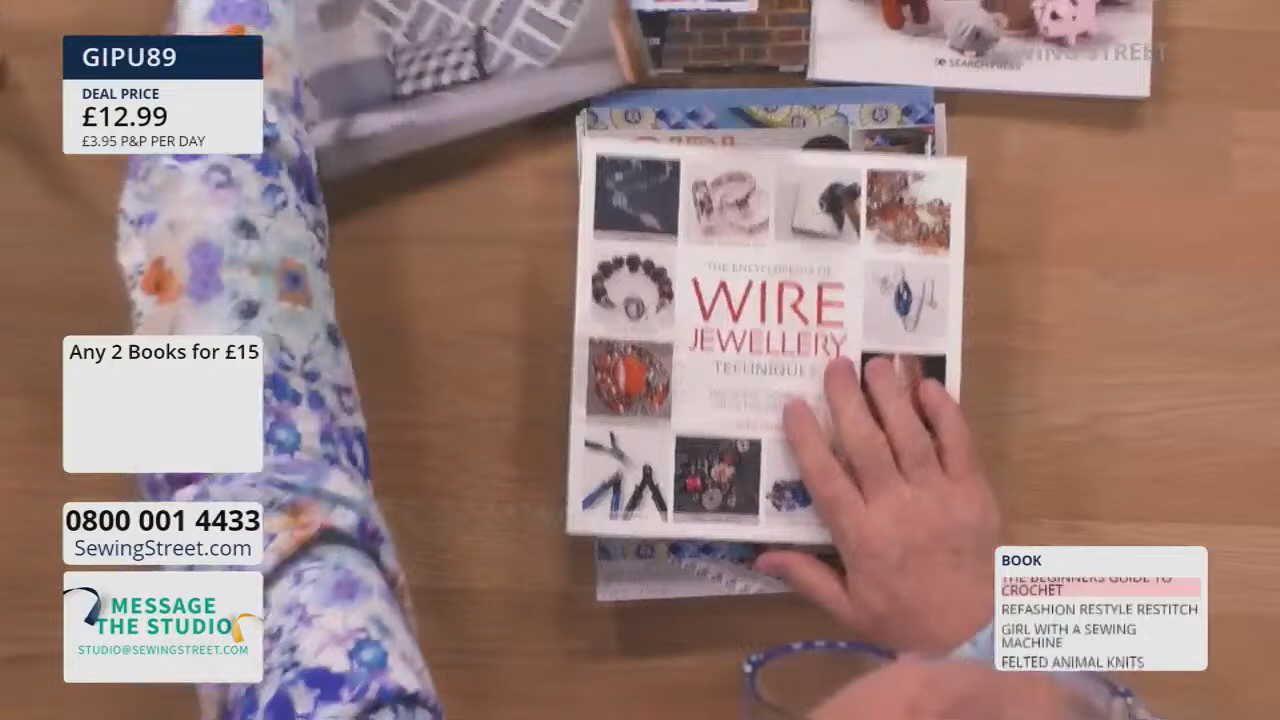 GIPU89
DEAL PRICE
£12.99
£3.95 P&P PER DAY
SEARCH PRESS
SEWING STREET
THE ENCYCLOPEDIA OF
WIRE
JEWELLERY
TECHNIQUES
Any 2 Books for £15
0800 001 4433
SewingStreet.com
MESSAGE
THE STUDIO
STUDIO@SEWINGSTREET.COM
BOOK
THE BEGINNERS GUIDE TO
CROCHET
REFASHION RESTYLE RESTITCH
GIRL WITH A SEWING
MACHINE
FELTED ANIMAL KNITS